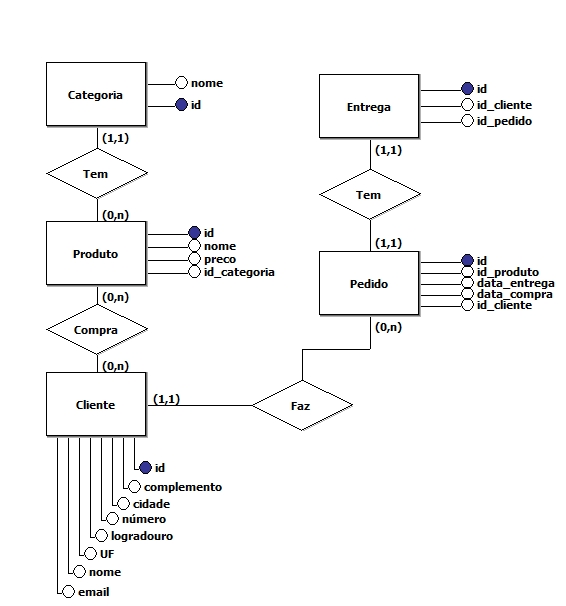 Categoria
nome
id
(1,1)
Tem
(0,n)
Produto
id
nome
preco
id_categoria
(0,n)
Compra
(0,n)
Cliente
id
complemento
cidade
número
logradouro
UF
nome
email
(1,1)
Faz
Entrega
id
id_cliente
id_pedido
(1,1)
Tem
(1,1)
Pedido
id
id_produto
data_entrega
data_compra
id_cliente
(0,n)